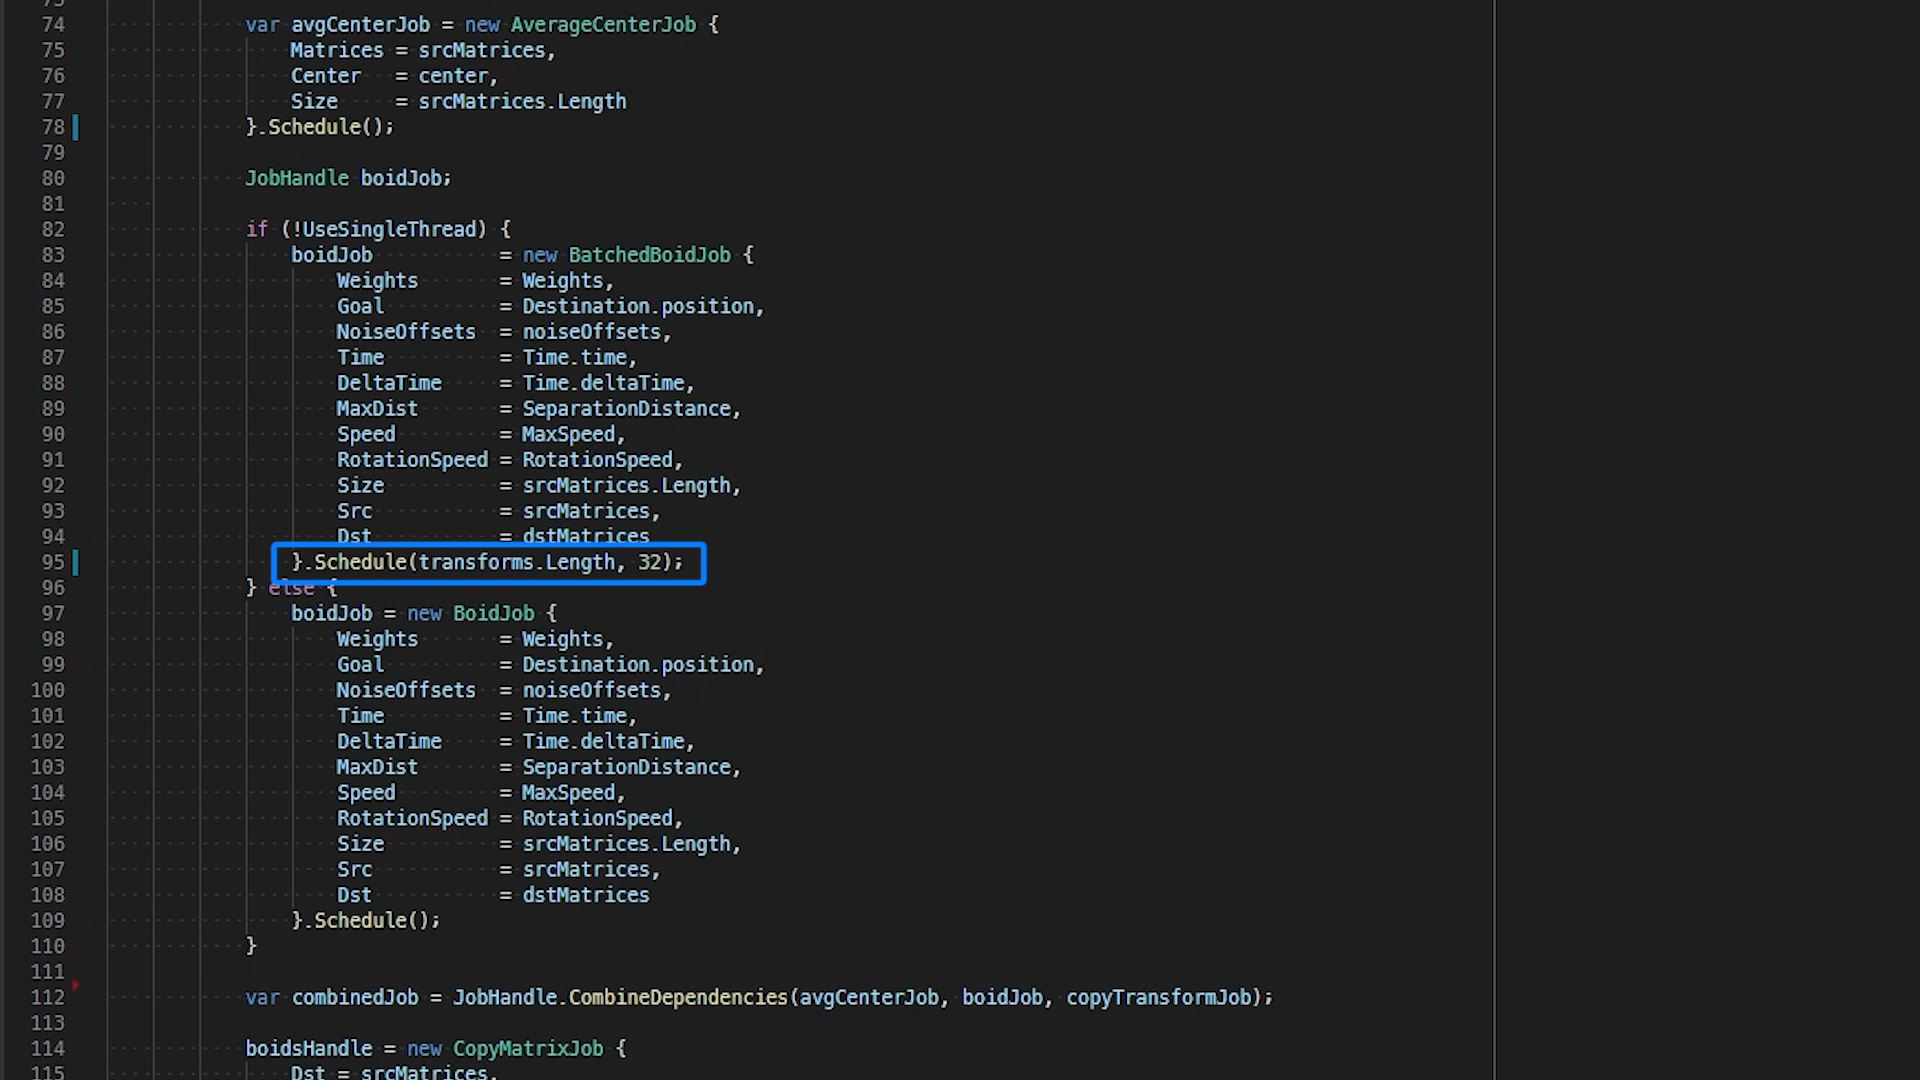 74 var avgCenterJob = new AverageCenterJob {
75 Matrices = srcMatrices,
76 Center = center,
77 Size = srcMatrices.Length
78 }.Schedule();
79
80 JobHandle boidJob;
81
82 if (!UseSingleThread) {
83 boidJob = new BatchedBoidJob {
84 Weights = Weights,
85 Goal = Destination.position,
86 NoiseOffsets = noiseOffsets,
87 Time = Time.time,
88 DeltaTime = Time.deltaTime,
89 MaxDist = SeparationDistance,
90 Speed = MaxSpeed,
91 RotationSpeed = RotationSpeed,
92 Size = srcMatrices.Length,
93 Src = srcMatrices,
94 Dst = dstMatrices
95 }.Schedule(transforms.Length, 32);
96 } else {
97 boidJob = new BoidJob {
98 Weights = Weights,
99 Goal = Destination.position,
100 NoiseOffsets = noiseOffsets,
101 Time = Time.time,
102 DeltaTime = Time.deltaTime,
103 MaxDist = SeparationDistance,
104 Speed = MaxSpeed,
105 RotationSpeed = RotationSpeed,
106 Size = srcMatrices.Length,
107 Src = srcMatrices,
108 Dst = dstMatrices
109 }.Schedule();
110 }
111
112 var combinedJob = JobHandle.CombineDependencies(avgCenterJob, boidJob, copyTransformJob);
113
114 boidsHandle = new CopyMatrixJob {
115 Dst = srcMatrices,